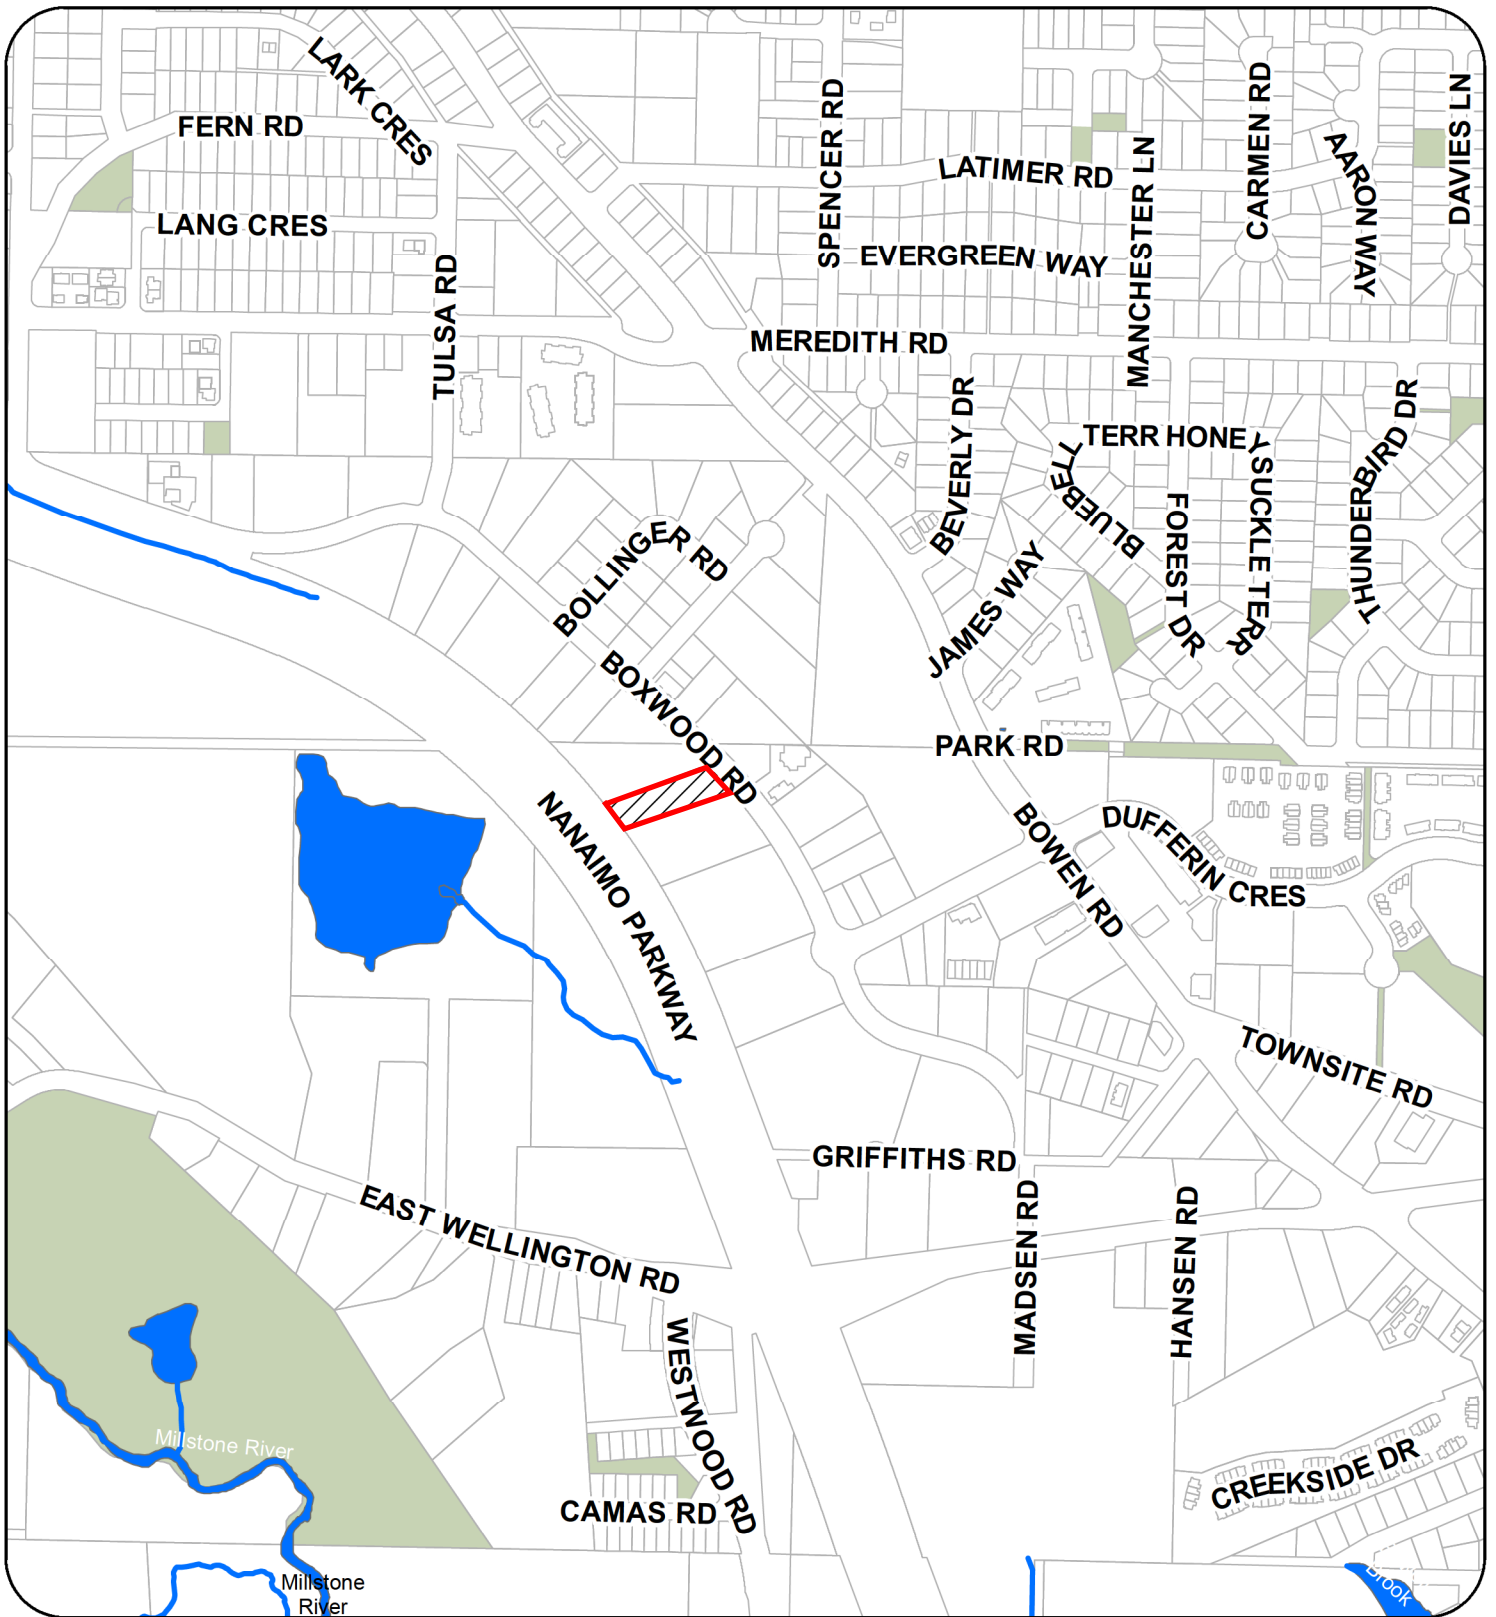 LARK CRES
FERN RD
LANG CRES
TULSA RD
SPENCER RD
LATIMER RD
MANCHESTER LN
CARMEN RD
AARON WAY
DAVIES LN
EVERGREEN WAY
MEREDITH RD
BEVERLY DR
BLUEBELL TERR
HONEYSUCKLE TERR
FOREST DR
THUNDERBIRD DR
BOLLINGER RD
JAMES WAY
BOXWOOD RD
PARK RD
NANAIMO PARKWAY
BOWEN RD
DUFFERIN CRES
TOWNSITE RD
GRIFFITHS RD
EAST WELLINGTON RD
MADSEN RD
HANSEN RD
WESTWOOD RD
Millstone River
CREEKSIDE DR
CAMAS RD
Millstone
River
Brook